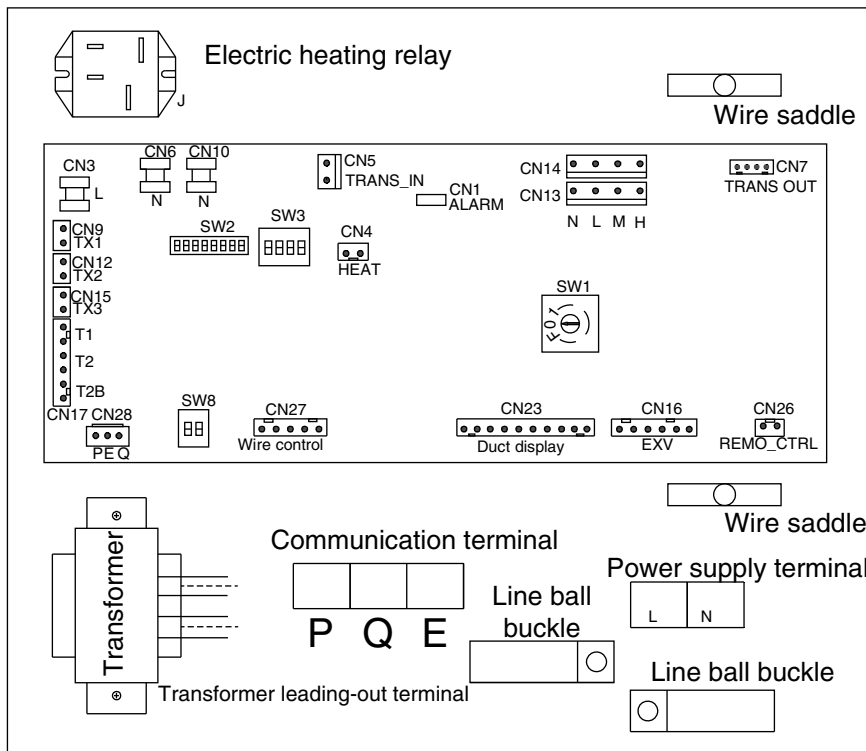 Electric heating relay
J
Wire saddle
CN3
L
CN6
N
CN10
N
CN5
TRANS_IN
CN1
ALARM
CN14
CN13
N L M H
CN7
TRANS OUT
CN9
TX1
CN12
TX2
CN15
TX3
T1
T2
T2B
CN17
SW2
SW3
CN4
HEAT
SW1
F 0 1
CN28
PE Q
SW8
CN27
Wire control
CN23
Duct display
CN16
EXV
CN26
REMO_CTRL
Wire saddle
Transformer
Transformer leading-out terminal
Communication terminal
P Q E
Line ball
buckle
Power supply terminal
L N
Line ball buckle